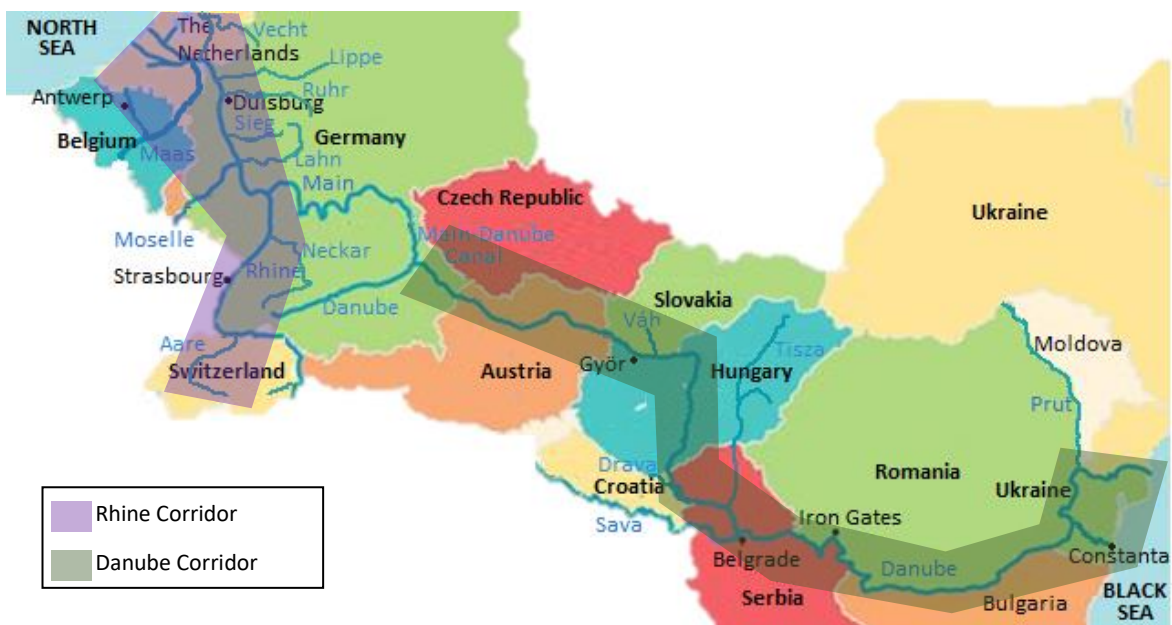 NORTH
SEA
The
Netherlands
Vecht
Lippe
Antwerp
Duisburg
Ruhr
Belgium
Sieg
Germany
Maas
Lahn
Main
Czech Republic
Ukraine
Moselle
Neckar
Main-Danube
Canal
Strasbourg
Rhine
Danube
Slovakia
Váh
Aare
Switzerland
Austria
Györ
Hungary
Tisza
Moldova
Prut
Drava
Croatia
Romania
Ukraine
Sava
Iron Gates
Belgrade
Danube
Constanta
Serbia
Bulgaria
BLACK
SEA
Rhine Corridor
Danube Corridor